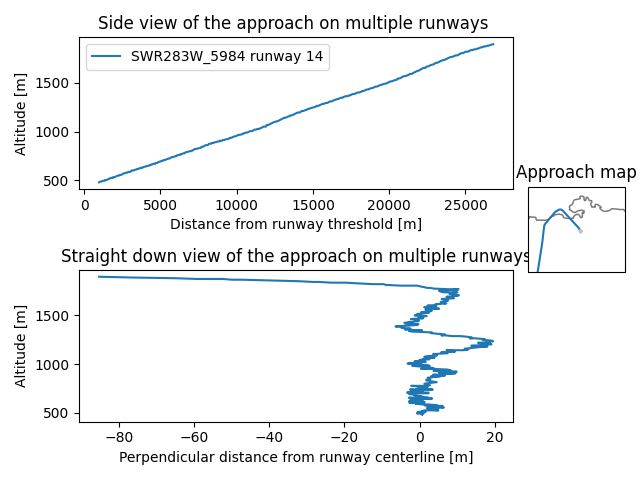 Side view of the approach on multiple runways
SWR283W_5984 runway 14
Altitude [m]
1500
1000
500
0 5000 10000 15000 20000 25000
Distance from runway threshold [m]
Approach map
Straight down view of the approach on multiple runways
Altitude [m]
1500
1000
500
−80 −60 −40 −20 0 20
Perpendicular distance from runway centerline [m]